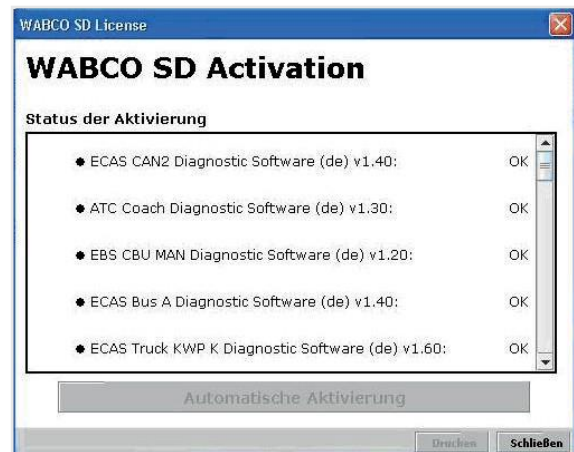 WABCO SD License
WABCO SD Activation
Status der Aktivierung
● ECAS CAN2 Diagnostic Software (de) v1.40: OK
● ATC Coach Diagnostic Software (de) v1.30: OK
● EBS CBU MAN Diagnostic Software (de) v1.20: OK
● ECAS Bus A Diagnostic Software (de) v1.40: OK
● ECAS Truck KWP K Diagnostic Software (de) v1.60: OK
Automatische Aktivierung
Drucken Schließen